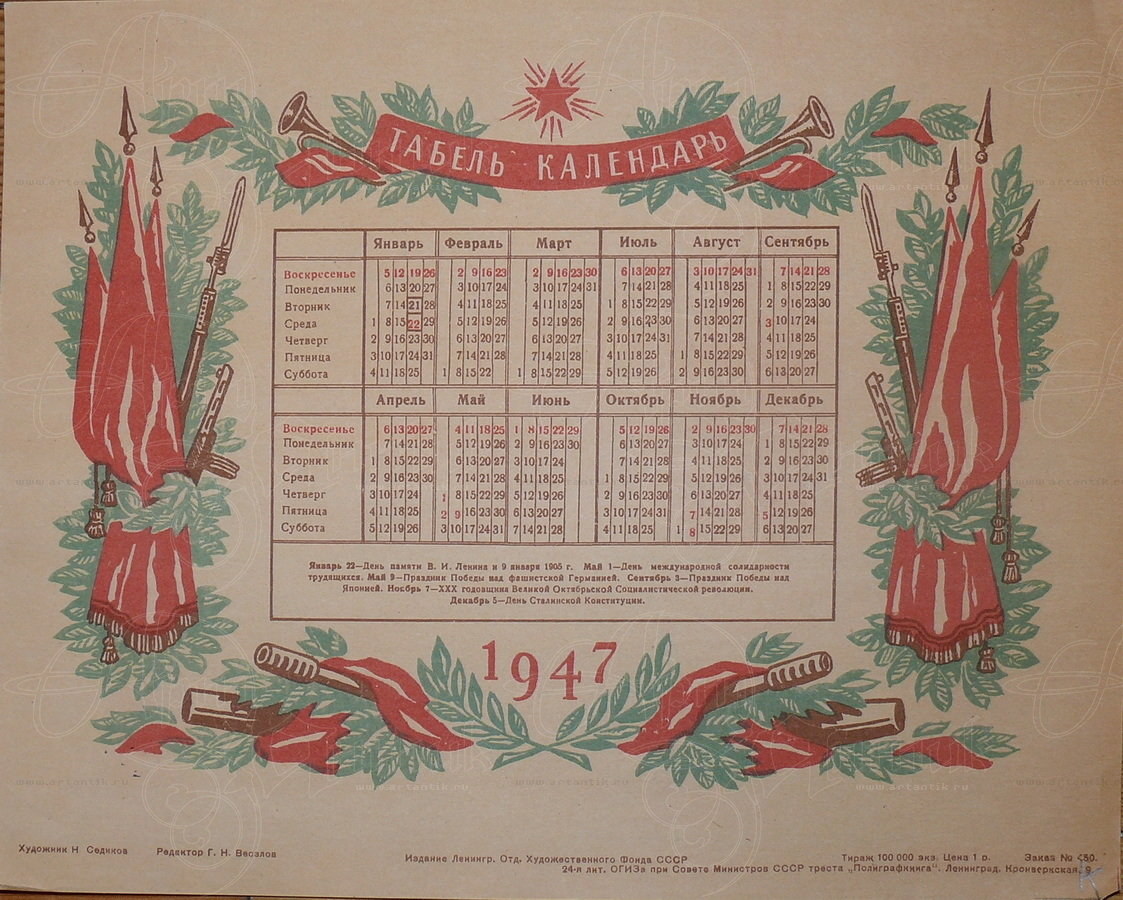 ТАБЕЛЬ КАЛЕНДАРЬ
Январь Февраль Март Июль Август Сентябрь
Воскресенье 5 12 19 26 2 9 16 23 2 9 16 23 30 6 13 20 27 3 10 17 24 31 7 14 21 28
Понедельник 6 13 20 27 3 10 17 24 3 10 17 24 31 7 14 21 28 4 11 18 25 1 8 15 22 29
Вторник 7 14 21 28 4 11 18 25 4 11 18 25 1 8 15 22 29 5 12 19 26 2 9 16 23 30
Среда 1 8 15 22 29 5 12 19 26 5 12 19 26 2 9 16 23 30 6 13 20 27 3 10 17 24
Четверг 2 9 16 23 30 6 13 20 27 6 13 20 27 3 10 17 24 31 7 14 21 28 4 11 18 25
Пятница 3 10 17 24 31 7 14 21 28 7 14 21 28 4 11 18 25 1 8 15 22 29 5 12 19 26
Суббота 4 11 18 25 1 8 15 22 1 8 15 22 29 5 12 19 26 2 9 16 23 30 6 13 20 27
Апрель Май Июнь Октябрь Ноябрь Декабрь
Воскресенье 6 13 20 27 4 11 18 25 1 8 15 22 29 5 12 19 26 2 9 16 23 30 7 14 21 28
Понедельник 7 14 21 28 5 12 19 26 2 9 16 23 30 6 13 20 27 3 10 17 24 1 8 15 22 29
Вторник 1 8 15 22 29 6 13 20 27 3 10 17 24 7 14 21 28 4 11 18 25 2 9 16 23 30
Среда 2 9 16 23 30 7 14 21 28 4 11 18 25 1 8 15 22 29 5 12 19 26 3 10 17 24 31
Четверг 3 10 17 24 1 8 15 22 29 5 12 19 26 2 9 16 23 30 6 13 20 27 4 11 18 25
Пятница 4 11 18 25 2 9 16 23 30 6 13 20 27 3 10 17 24 31 7 14 21 28 5 12 19 26
Суббота 5 12 19 26 3 10 17 24 31 7 14 21 28 4 11 18 25 1 8 15 22 29 6 13 20 27
Январь 22—День памяти В. И. Ленина и 9 января 1905 г. Май 1—День международной солидарности
трудящихся. Май 9—Праздник Победы над фашистской Германией. Сентябрь 3—Праздник Победы над
Японией. Ноябрь 7—XXX годовщина Великой Октябрьской Социалистической революции.
Декабрь 5—День Сталинской Конституции.
1947
Художник Н Седиков Редактор Г. Н. Веселов
Издание Ленингр. Отд. Художественного Фонда СССР
Тираж 100 000 экз. Цена 1 р. Заказ №
24-я лит. ОГИЗа при Совете Министров СССР треста „Полиграфкнига". Ленинград, Кронверкская, 9.
www.artantik.ru